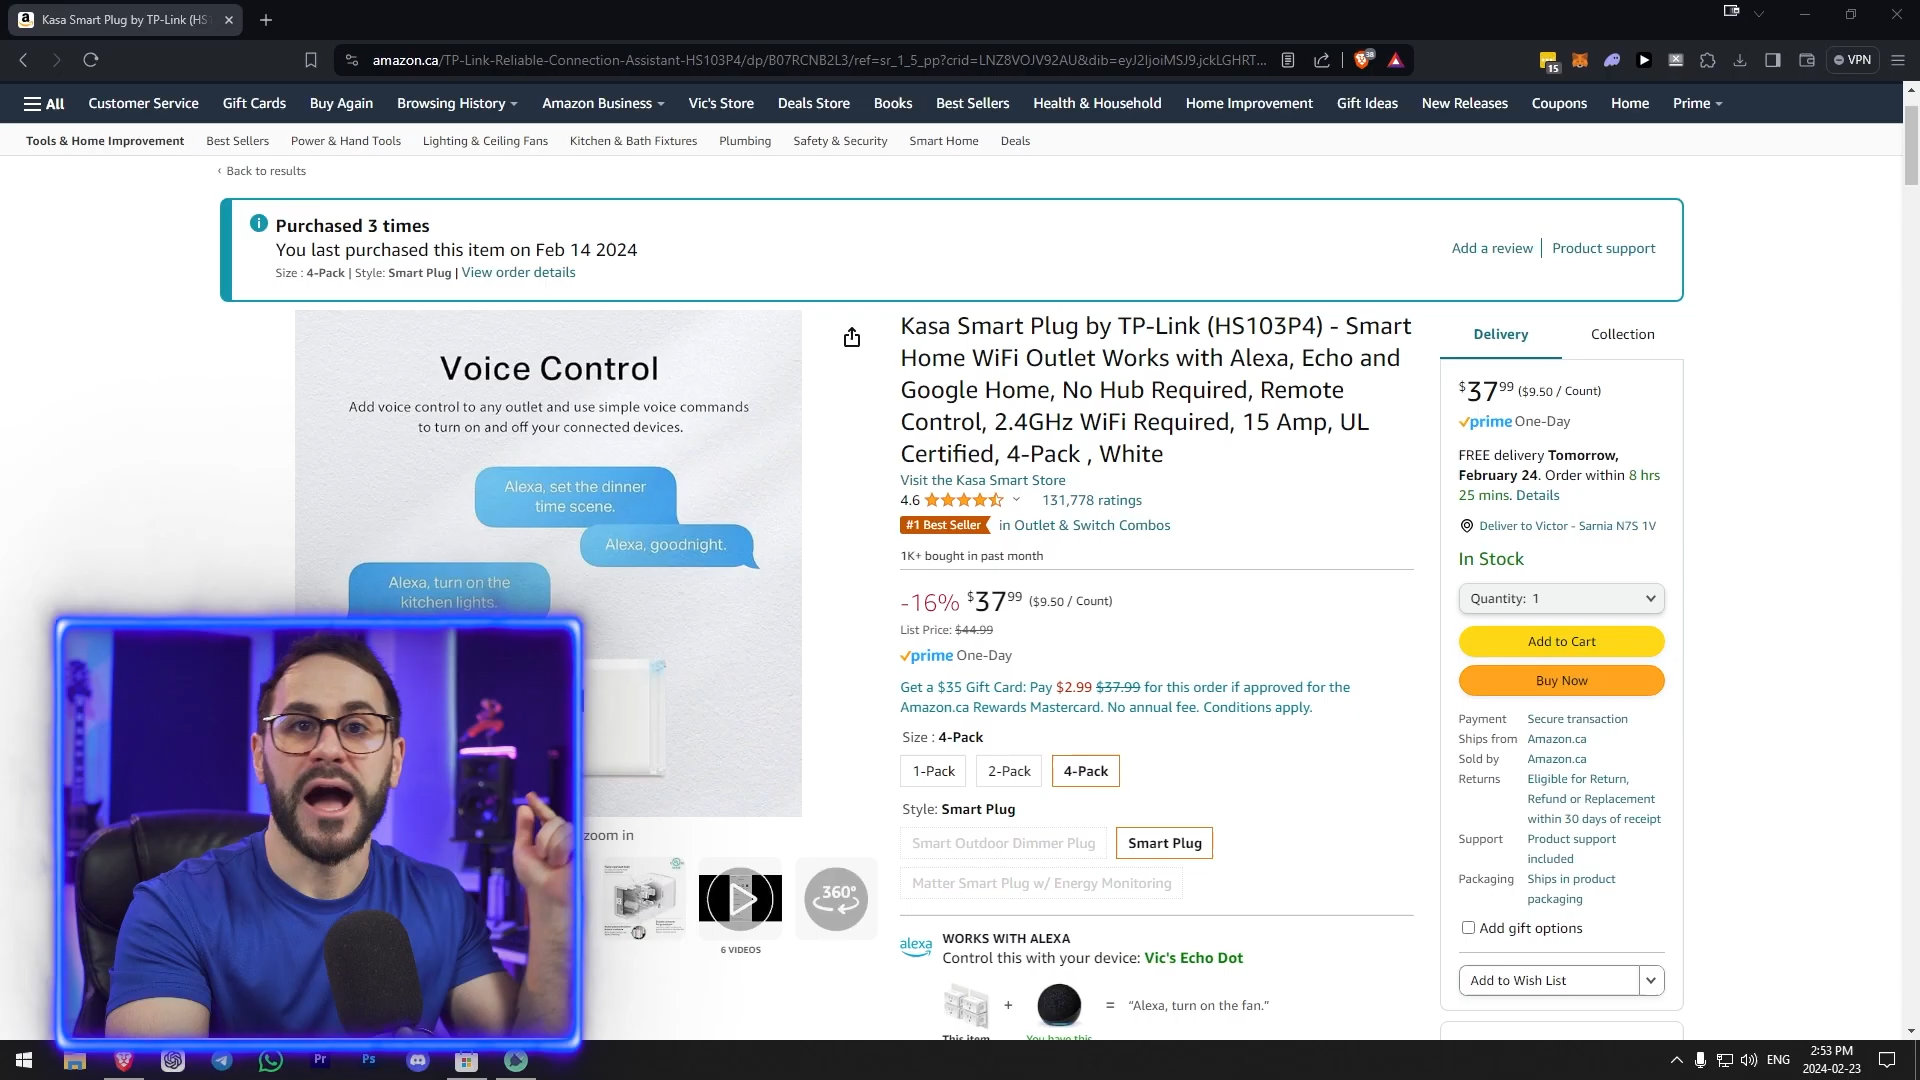 Kasa Smart Plug by TP-Link (HS1
amazon.ca/TP-Link-Reliable-Connection-Assistant-HS103P4/dp/B07RCNB2L3/ref=sr_1_5_pp?crid=LNZ8VOJV92AU&dib=eyJ2IjoiMSJ9.jckLGHRT...
38
15
VPN
All Customer Service Gift Cards Buy Again Browsing History Amazon Business Vic's Store Deals Store Books Best Sellers Health & Household Home Improvement Gift Ideas New Releases Coupons Home Prime
Tools & Home Improvement Best Sellers Power & Hand Tools Lighting & Ceiling Fans Kitchen & Bath Fixtures Plumbing Safety & Security Smart Home Deals
‹ Back to results
Purchased 3 times
You last purchased this item on Feb 14 2024
Size : 4-Pack | Style: Smart Plug | View order details
Add a review | Product support
Voice Control
Add voice control to any outlet and use simple voice commands
to turn on and off your connected devices.
Alexa, set the dinner
time scene.
Alexa, goodnight.
Alexa, turn on the
kitchen lights.
zoom in
360°
6 VIDEOS
Kasa Smart Plug by TP-Link (HS103P4) - Smart
Home WiFi Outlet Works with Alexa, Echo and
Google Home, No Hub Required, Remote
Control, 2.4GHz WiFi Required, 15 Amp, UL
Certified, 4-Pack , White
Visit the Kasa Smart Store
4.6 131,778 ratings
#1 Best Seller in Outlet & Switch Combos
1K+ bought in past month
-16% $37 99 ($9.50 / Count)
List Price: $44.99
prime One-Day
Get a $35 Gift Card: Pay $2.99 $37.99 for this order if approved for the
Amazon.ca Rewards Mastercard. No annual fee. Conditions apply.
Size : 4-Pack
1-Pack 2-Pack 4-Pack
Style: Smart Plug
Smart Outdoor Dimmer Plug Smart Plug
Matter Smart Plug w/ Energy Monitoring
alexa
WORKS WITH ALEXA
Control this with your device: Vic's Echo Dot
+ = “Alexa, turn on the fan.”
This item You have this
Delivery Collection
$37 99 ($9.50 / Count)
prime One-Day
FREE delivery Tomorrow,
February 24. Order within 8 hrs
25 mins. Details
Deliver to Victor - Sarnia N7S 1V
In Stock
Quantity: 1
Add to Cart
Buy Now
Payment Secure transaction
Ships from Amazon.ca
Sold by Amazon.ca
Returns Eligible for Return,
Refund or Replacement
within 30 days of receipt
Support Product support
included
Packaging Ships in product
packaging
Add gift options
Add to Wish List
Pr
Ps
ENG
2:53 PM
2024-02-23